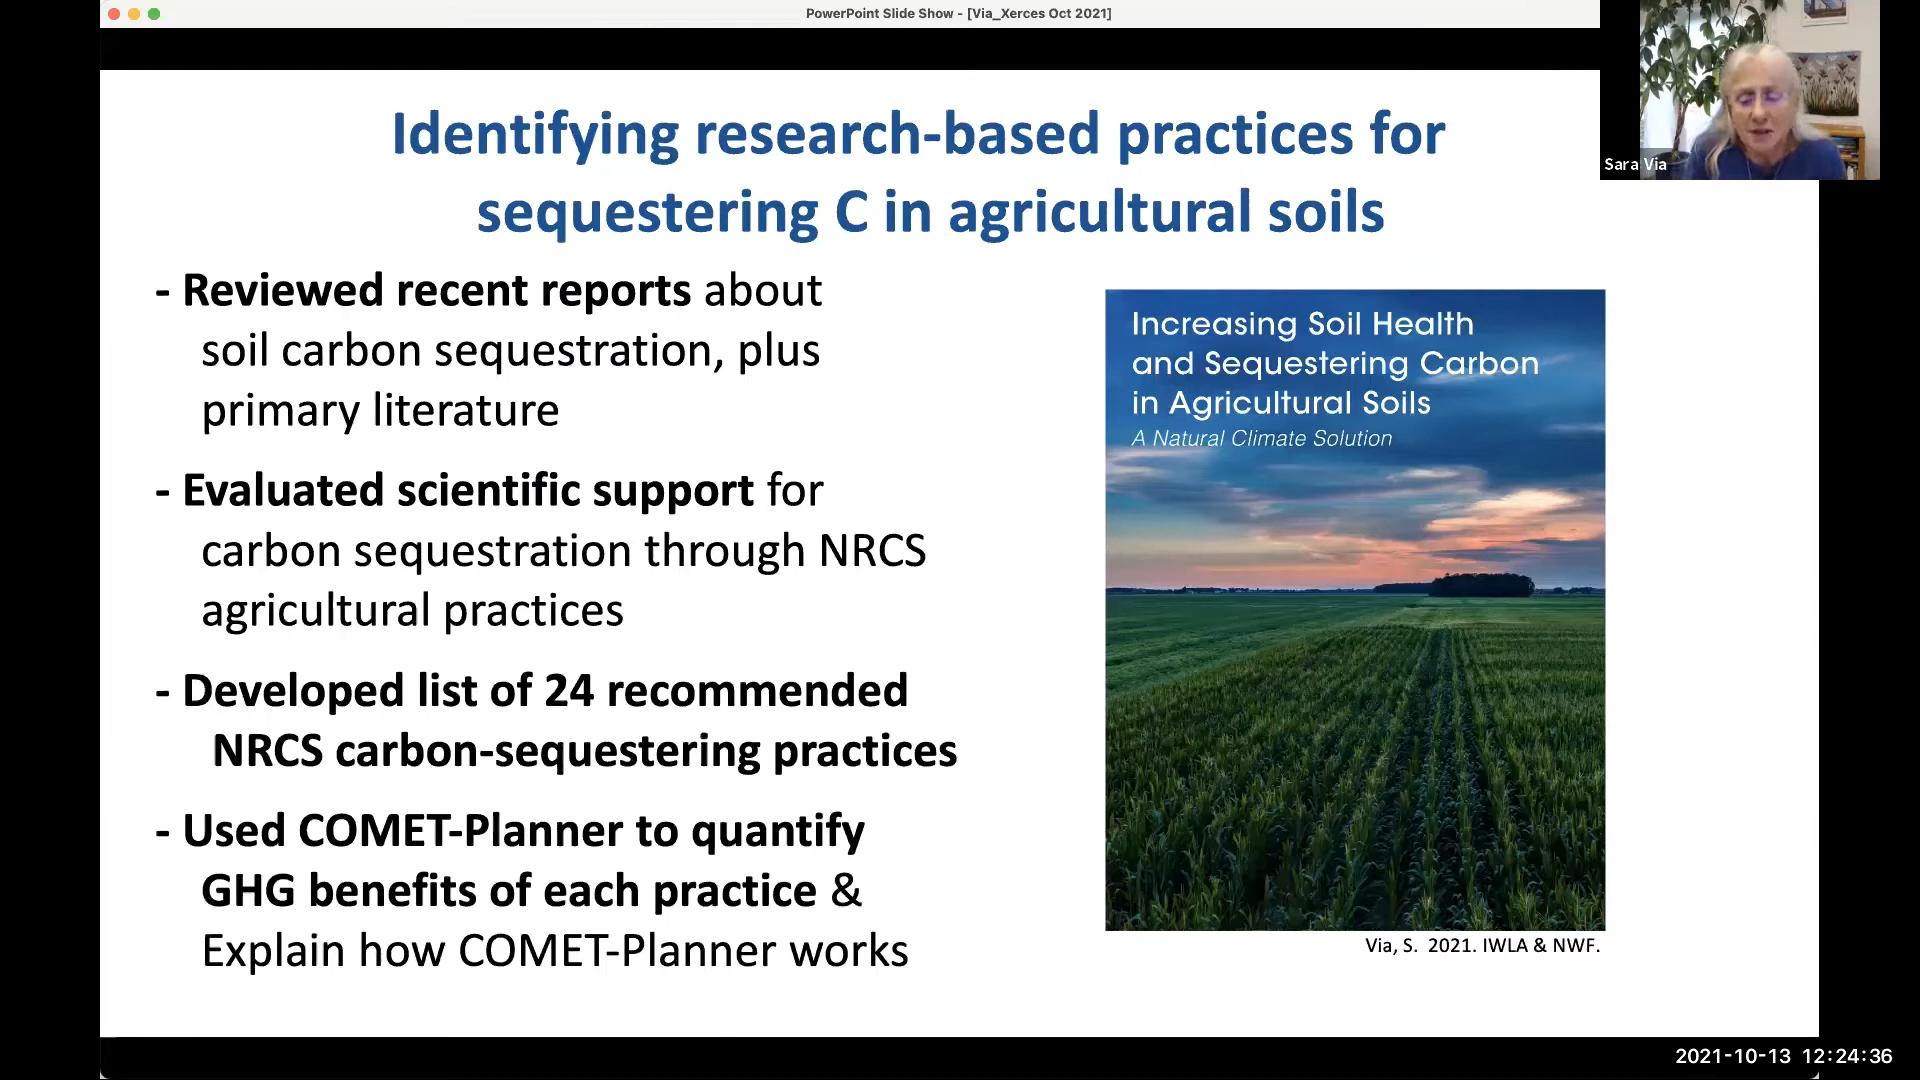 PowerPoint Slide Show - [Via_Xerces Oct 2021]
Sara Via
Identifying research-based practices for
sequestering C in agricultural soils
- Reviewed recent reports about
soil carbon sequestration, plus
primary literature
- Evaluated scientific support for
carbon sequestration through NRCS
agricultural practices
- Developed list of 24 recommended
NRCS carbon-sequestering practices
- Used COMET-Planner to quantify
GHG benefits of each practice &
Explain how COMET-Planner works
Increasing Soil Health
and Sequestering Carbon
in Agricultural Soils
A Natural Climate Solution
Via, S. 2021. IWLA & NWF.
2021-10-13 12:24:36